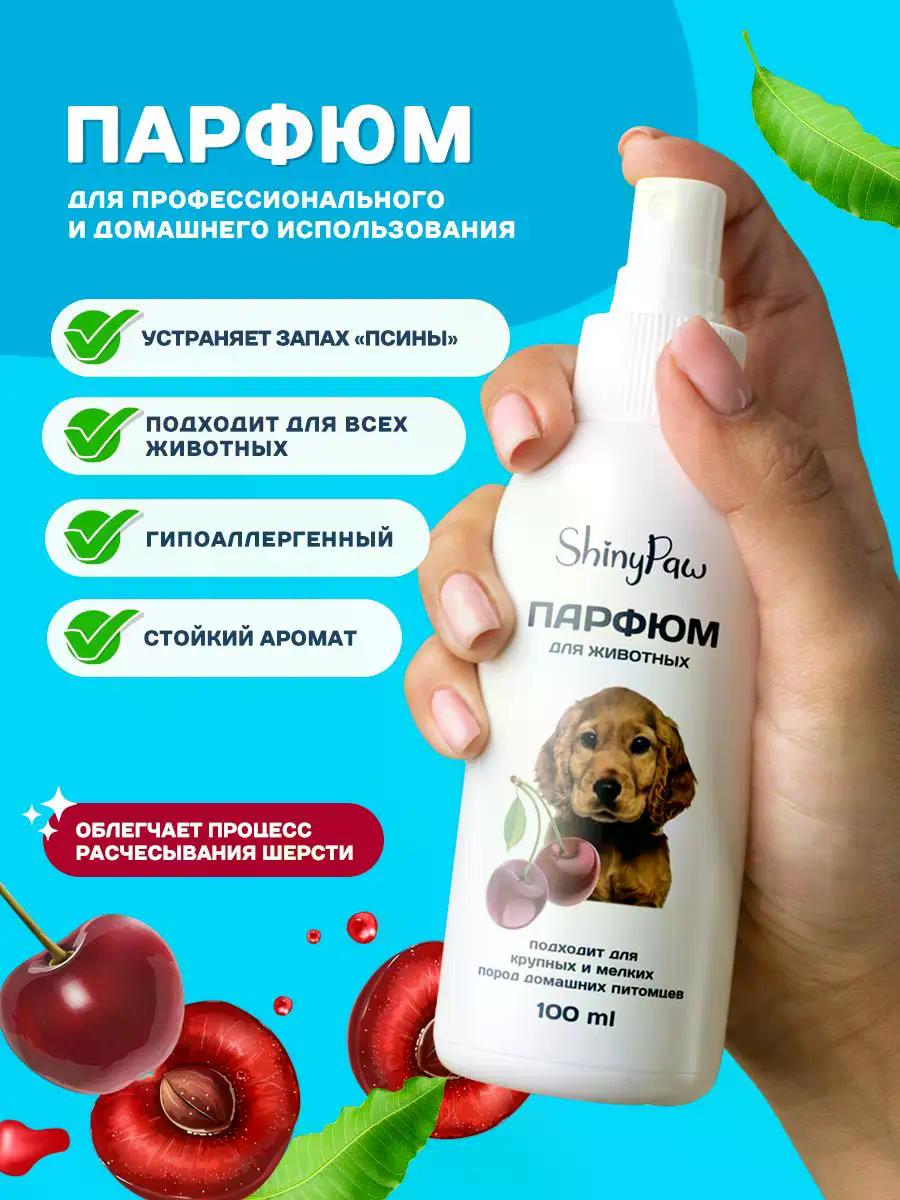 ПАРФЮМ
ДЛЯ ПРОФЕССИОНАЛЬНОГО
И ДОМАШНЕГО ИСПОЛЬЗОВАНИЯ
УСТРАНЯЕТ ЗАПАХ «ПСИНЫ»
ПОДХОДИТ ДЛЯ ВСЕХ
ЖИВОТНЫХ
ГИПОАЛЛЕРГЕННЫЙ
СТОЙКИЙ АРОМАТ
ОБЛЕГЧАЕТ ПРОЦЕСС
РАСЧЕСЫВАНИЯ ШЕРСТИ
ShinyPaw
ПАРФЮМ
ДЛЯ ЖИВОТНЫХ
ПОДХОДИТ ДЛЯ
КРУПНЫХ И МЕЛКИХ
ПОРОД ДОМАШНИХ ПИТОМЦЕВ
100 ml